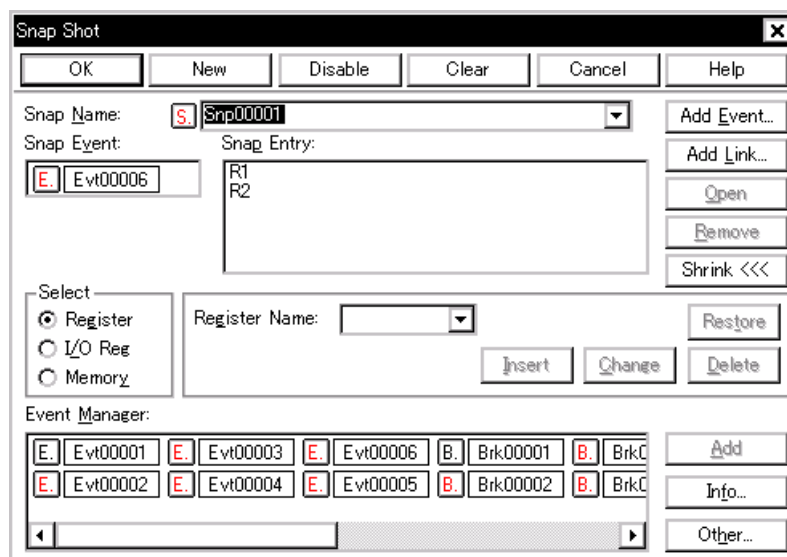 Snap Shot
OK New Disable Clear Cancel Help
Snap Name: S. Snp00001 Add Event...
Snap Event: Snap Entry: Add Link...
E. Evt00006 R1
R2
Open
Remove
Shrink <<<
Select
Register Register Name: Restore
I/O Reg
Memory Insert Change Delete
Event Manager:
E. Evt00001 E. Evt00003 E. Evt00006 B. Brk00001 B. Add
E. Evt00002 E. Evt00004 E. Evt00005 B. Brk00002 B. Info...
Other...